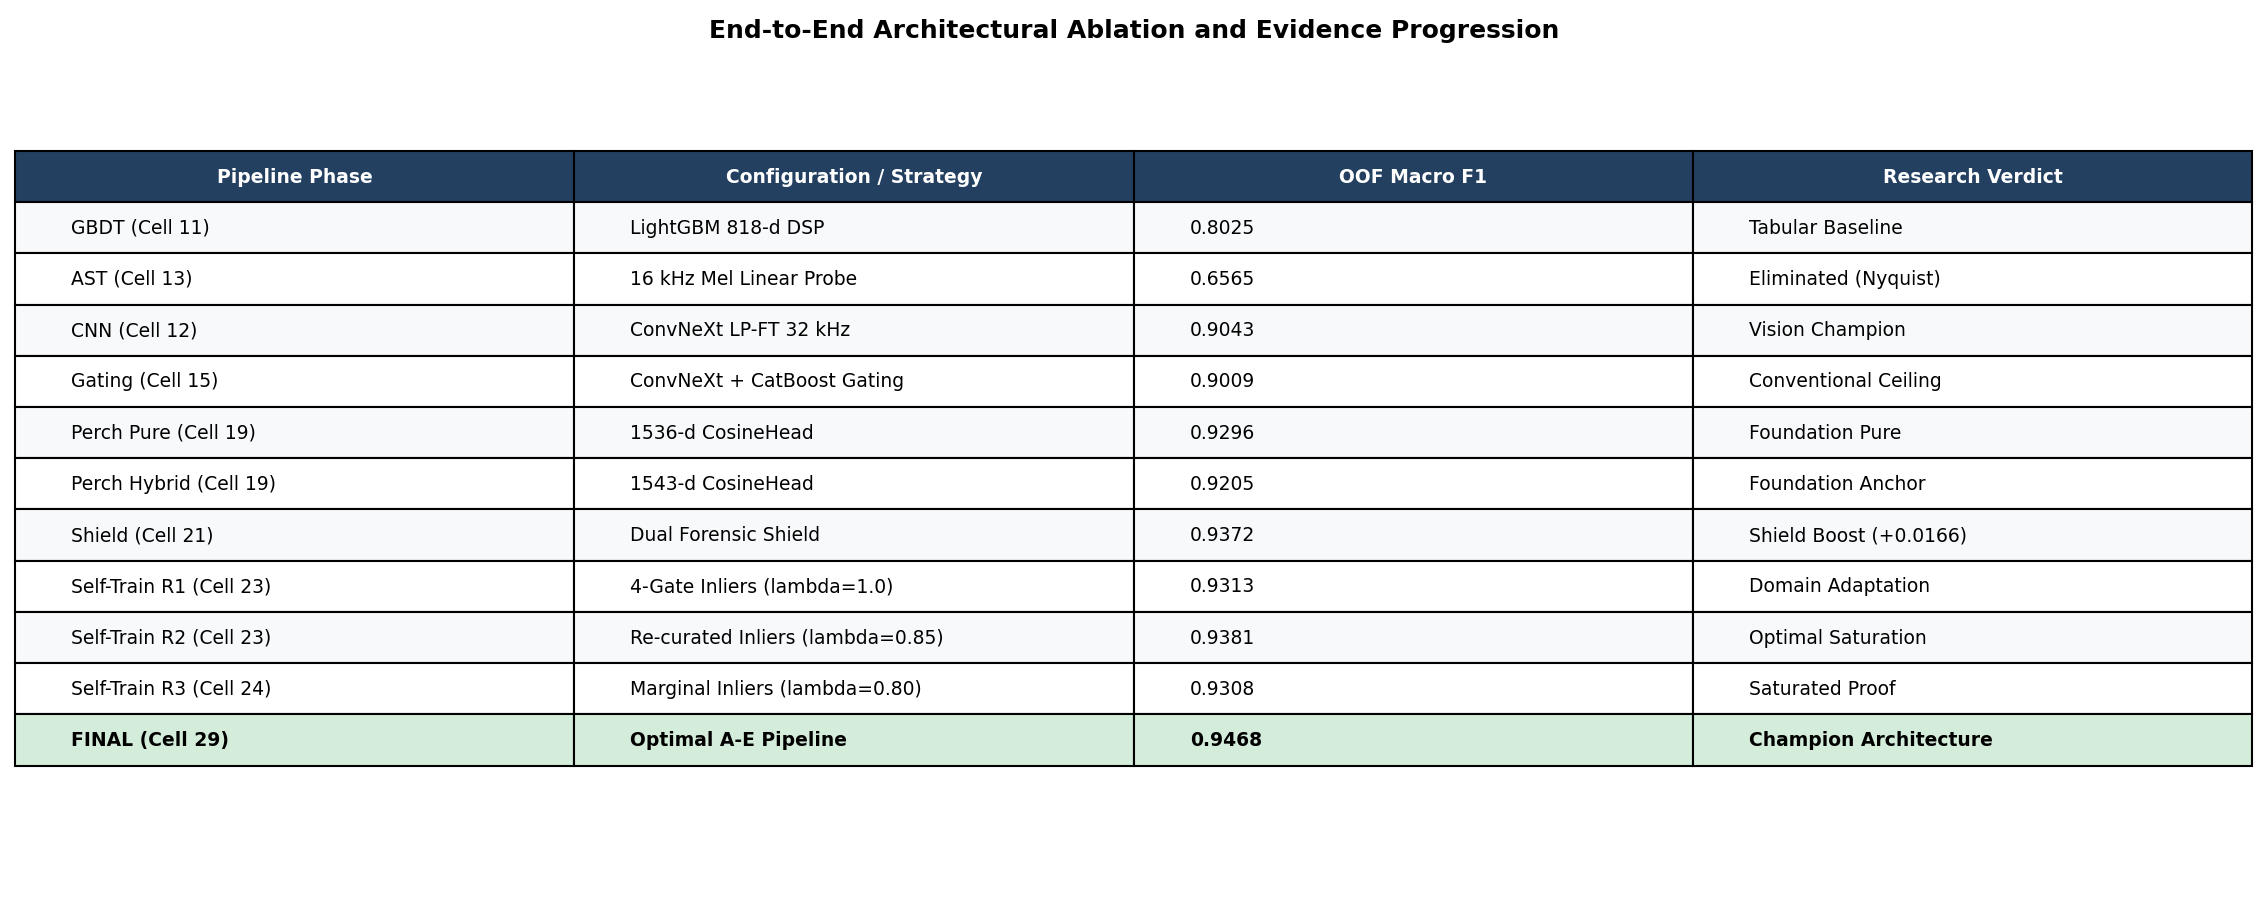 End-to-End Architectural Ablation and Evidence Progression
Pipeline Phase Configuration / Strategy OOF Macro F1 Research Verdict
GBDT (Cell 11) LightGBM 818-d DSP 0.8025 Tabular Baseline
AST (Cell 13) 16 kHz Mel Linear Probe 0.6565 Eliminated (Nyquist)
CNN (Cell 12) ConvNeXt LP-FT 32 kHz 0.9043 Vision Champion
Gating (Cell 15) ConvNeXt + CatBoost Gating 0.9009 Conventional Ceiling
Perch Pure (Cell 19) 1536-d CosineHead 0.9296 Foundation Pure
Perch Hybrid (Cell 19) 1543-d CosineHead 0.9205 Foundation Anchor
Shield (Cell 21) Dual Forensic Shield 0.9372 Shield Boost (+0.0166)
Self-Train R1 (Cell 23) 4-Gate Inliers (lambda=1.0) 0.9313 Domain Adaptation
Self-Train R2 (Cell 23) Re-curated Inliers (lambda=0.85) 0.9381 Optimal Saturation
Self-Train R3 (Cell 24) Marginal Inliers (lambda=0.80) 0.9308 Saturated Proof
FINAL (Cell 29) Optimal A-E Pipeline 0.9468 Champion Architecture